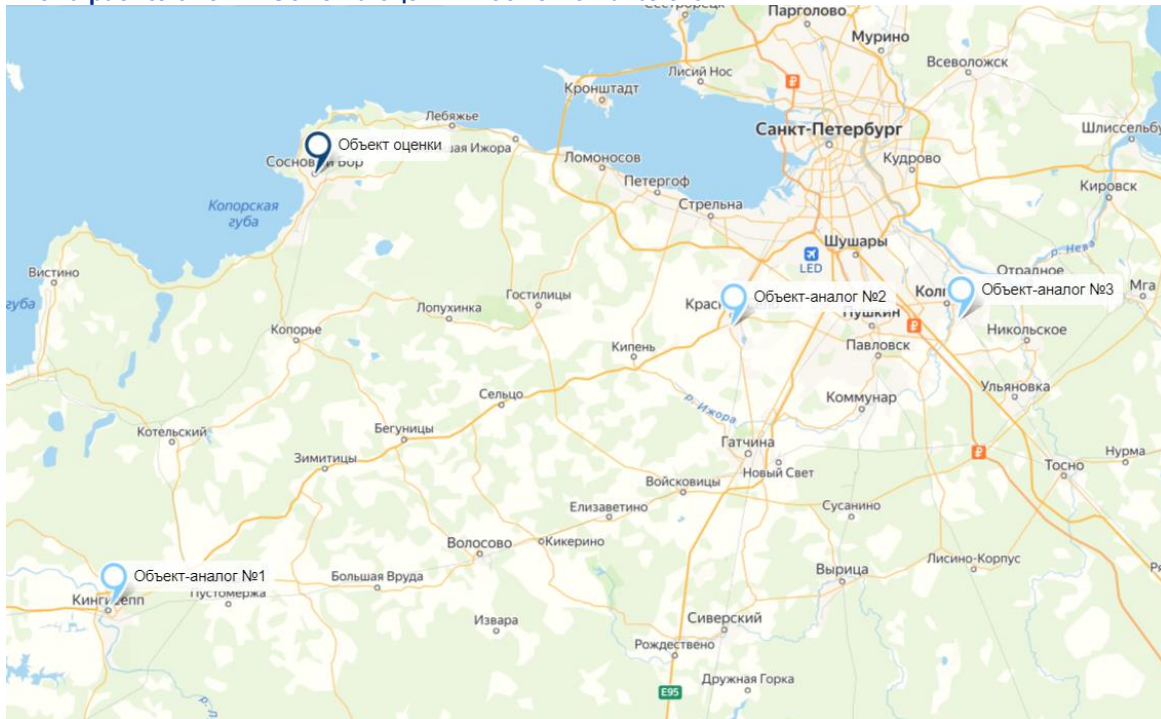 Парголово
Мурино
Всеволожск
Лисий Нос
Кронштадт
Лебяжье
Санкт-Петербург
Шлиссельбу
Объект оценки
Ломоносов
Кудрово
Петергоф
Кировск
Стрельна
Копорская
губа
Шушары
LED
р. Нева
Вистино
Отрадное
Мга
Объект-аналог №3
Гостилицы
Объект-аналог №2
губа
Лопухинка
Пушкин
Никольское
Копорье
Павловск
Кипень
Ульяновка
Сельцо
р. Ижора
Коммунар
Котельский
Бегуницы
Гатчина
Нурма
Зимитицы
Тосно
Новый Свет
Войсковицы
Елизаветино
Сусанино
Волосово
Кикерино
Лисино-Корпус
Вырица
Объект-аналог №1
Большая Вруда
Пустомержа
Извара
Сиверский
Рождествено
Дружная Горка
E95